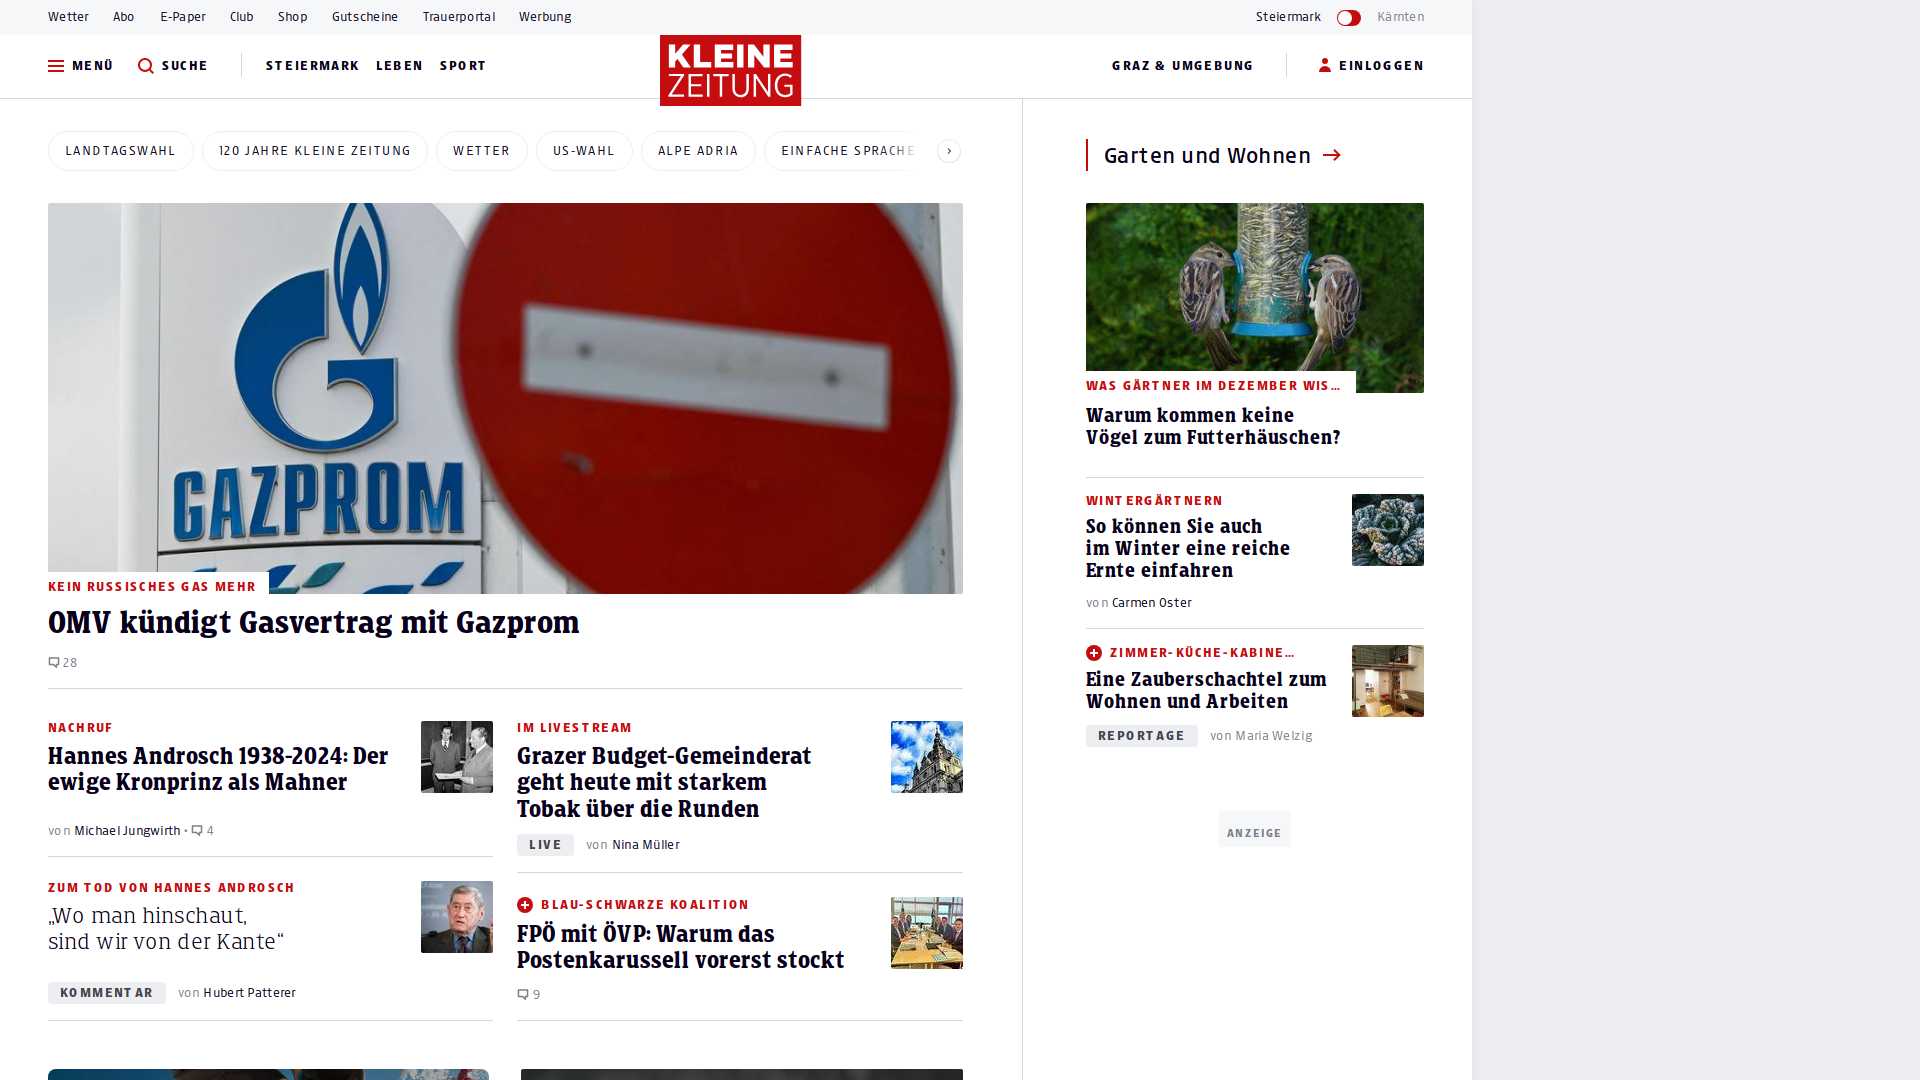 Wetter Abo E-Paper Club Shop Gutscheine Trauerportal Werbung Steiermark Kärnten
MENÜ SUCHE STEIERMARK LEBEN SPORT
KLEINE
ZEITUNG
GRAZ & UMGEBUNG EINLOGGEN
LANDTAGSWAHL 120 JAHRE KLEINE ZEITUNG WETTER US-WAHL ALPE ADRIA EINFACHE SPRACHE
GAZPROM
KEIN RUSSISCHES GAS MEHR
OMV kündigt Gasvertrag mit Gazprom
28
NACHRUF
Hannes Androsch 1938-2024: Der
ewige Kronprinz als Mahner
von Michael Jungwirth • 4
ZUM TOD VON HANNES ANDROSCH
„Wo man hinschaut,
sind wir von der Kante“
KOMMENTAR von Hubert Patterer
IM LIVESTREAM
Grazer Budget-Gemeinderat
geht heute mit starkem
Tobak über die Runden
LIVE von Nina Müller
BLAU-SCHWARZE KOALITION
FPÖ mit ÖVP: Warum das
Postenkarussell vorerst stockt
9
Garten und Wohnen
WAS GÄRTNER IM DEZEMBER WIS...
Warum kommen keine
Vögel zum Futterhäuschen?
WINTERGÄRTNERN
So können Sie auch
im Winter eine reiche
Ernte einfahren
von Carmen Oster
ZIMMER-KÜCHE-KABINE...
Eine Zauberschachtel zum
Wohnen und Arbeiten
REPORTAGE von Maria Welzig
ANZEIGE